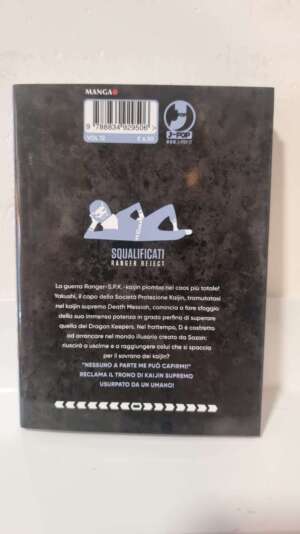 MANGA
9 788834 929506 >
VOL 12
€ 6,50
J-POP
SQUALIFICATI
RANGER REJECT
La guerra Ranger-S.P.K.-kaijin piomba nel caos più totale!
Yakushi, il capo della Società Protezione Kaijin, tramutatosi
nel kaijin supremo Death Messiah, comincia a fare sfoggio
della sua immensa potenza in grado perfino di superare
quella dei Dragon Keepers. Nel frattempo, D è costretto
ad arrancare nel mondo illusorio creato da Sozan:
riuscirà a uscirne e a raggiungere colui che si spaccia
per il sovrano dei kaijin?
"NESSUNO A PARTE ME PUÒ CAPIRMI!"
RECLAMA IL TRONO DI KAIJIN SUPREMO
USURPATO DA UN UMANO!